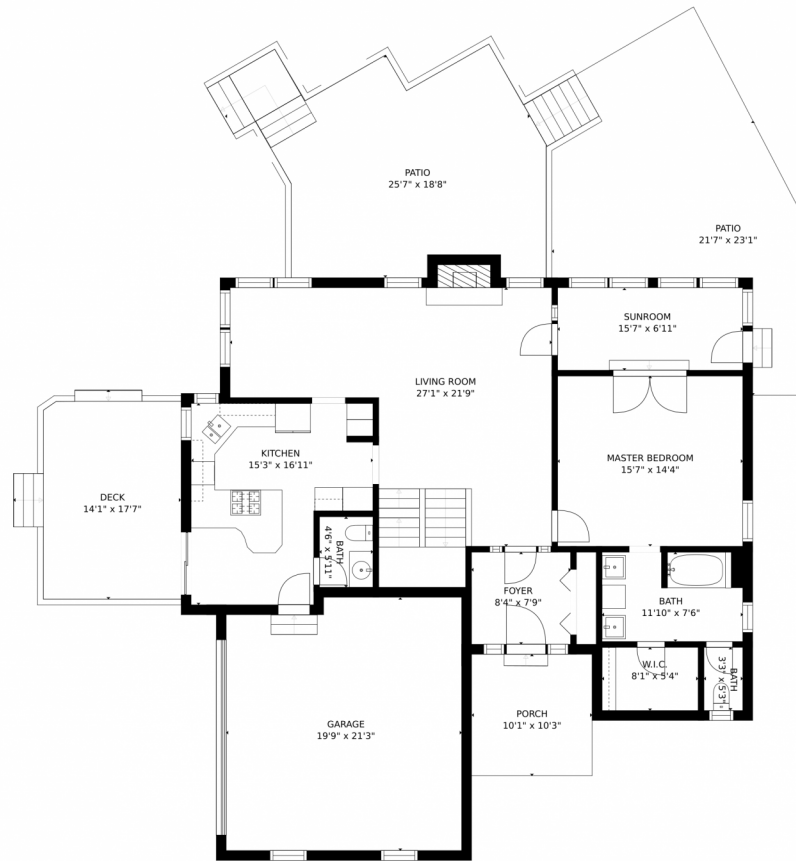 PATIO
25'7" x 18'8"
PATIO
21'7" x 23'1"
SUNROOM
15'7" x 6'11"
LIVING ROOM
27'1" x 21'9"
KITCHEN
15'3" x 16'11"
MASTER BEDROOM
15'7" x 14'4"
DECK
14'1" x 17'7"
BATH
4'6" x 5'11"
FOYER
8'4" x 7'9"
BATH
11'10" x 7'6"
W.I.C.
8'1" x 5'4"
BATH
3'3" x 5'3"
PORCH
10'1" x 10'3"
GARAGE
19'9" x 21'3"